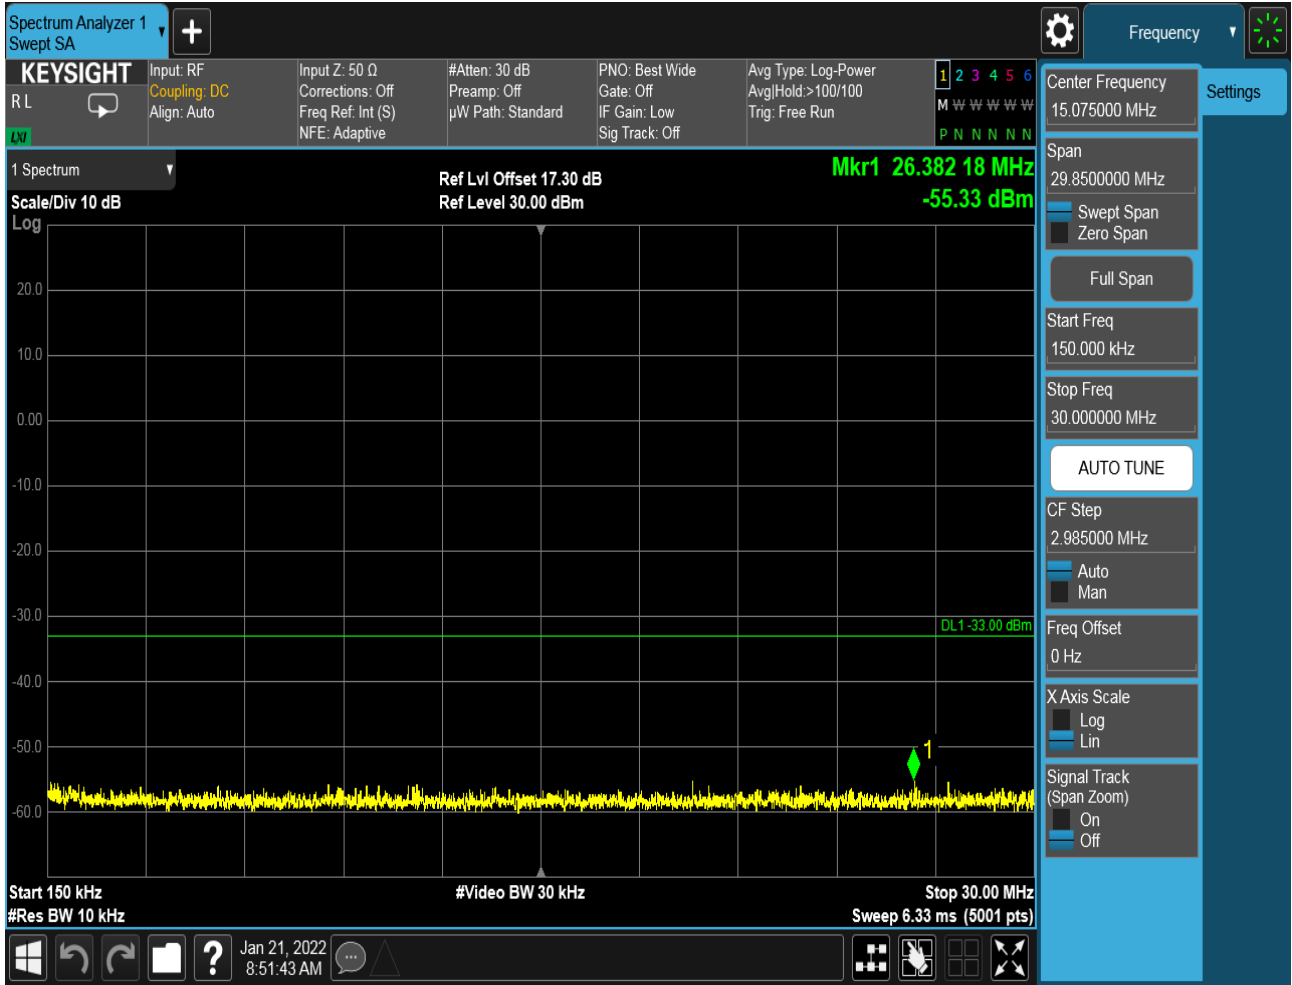 Spectrum Analyzer 1
Swept SA
Frequency
KEYSIGHT
R L
LXI
Input: RF
Coupling: DC
Align: Auto
Input Z: 50 Ω
Corrections: Off
Freq Ref: Int (S)
NFE: Adaptive
#Atten: 30 dB
Preamp: Off
µW Path: Standard
PNO: Best Wide
Gate: Off
IF Gain: Low
Sig Track: Off
Avg Type: Log-Power
Avg|Hold:>100/100
Trig: Free Run
1 2 3 4 5 6
M W W W W W
P N N N N N
1 Spectrum
Scale/Div 10 dB
Log
Ref Lvl Offset 17.30 dB
Ref Level 30.00 dBm
Mkr1 26.382 18 MHz
-55.33 dBm
20.0
10.0
0.00
-10.0
-20.0
-30.0
-40.0
-50.0
-60.0
DL1 -33.00 dBm
1
Start 150 kHz
#Res BW 10 kHz
#Video BW 30 kHz
Stop 30.00 MHz
Sweep 6.33 ms (5001 pts)
Center Frequency
15.075000 MHz
Span
29.8500000 MHz
Swept Span
Zero Span
Full Span
Start Freq
150.000 kHz
Stop Freq
30.000000 MHz
AUTO TUNE
CF Step
2.985000 MHz
Auto
Man
Freq Offset
0 Hz
X Axis Scale
Log
Lin
Signal Track
(Span Zoom)
On
Off
Settings
?
Jan 21, 2022
8:51:43 AM